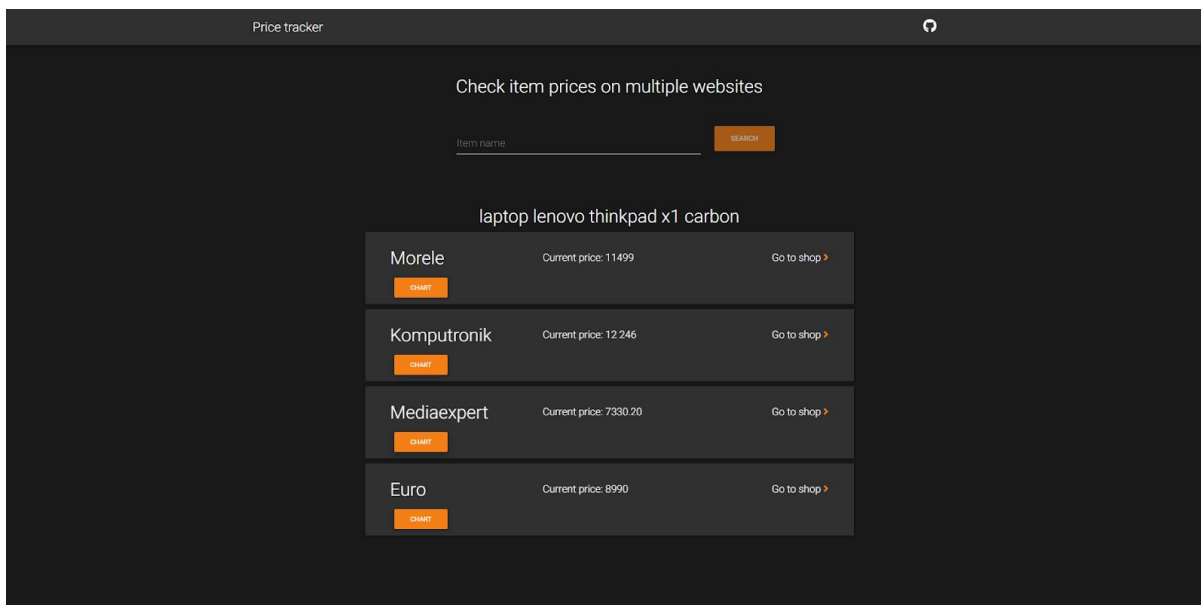 Price tracker
Check item prices on multiple websites
Item name
SEARCH
laptop lenovo thinkpad x1 carbon
Morele Current price: 11499 Go to shop
CHART
Komputronik Current price: 12 246 Go to shop
CHART
Mediaexpert Current price: 7330.20 Go to shop
CHART
Euro Current price: 8990 Go to shop
CHART